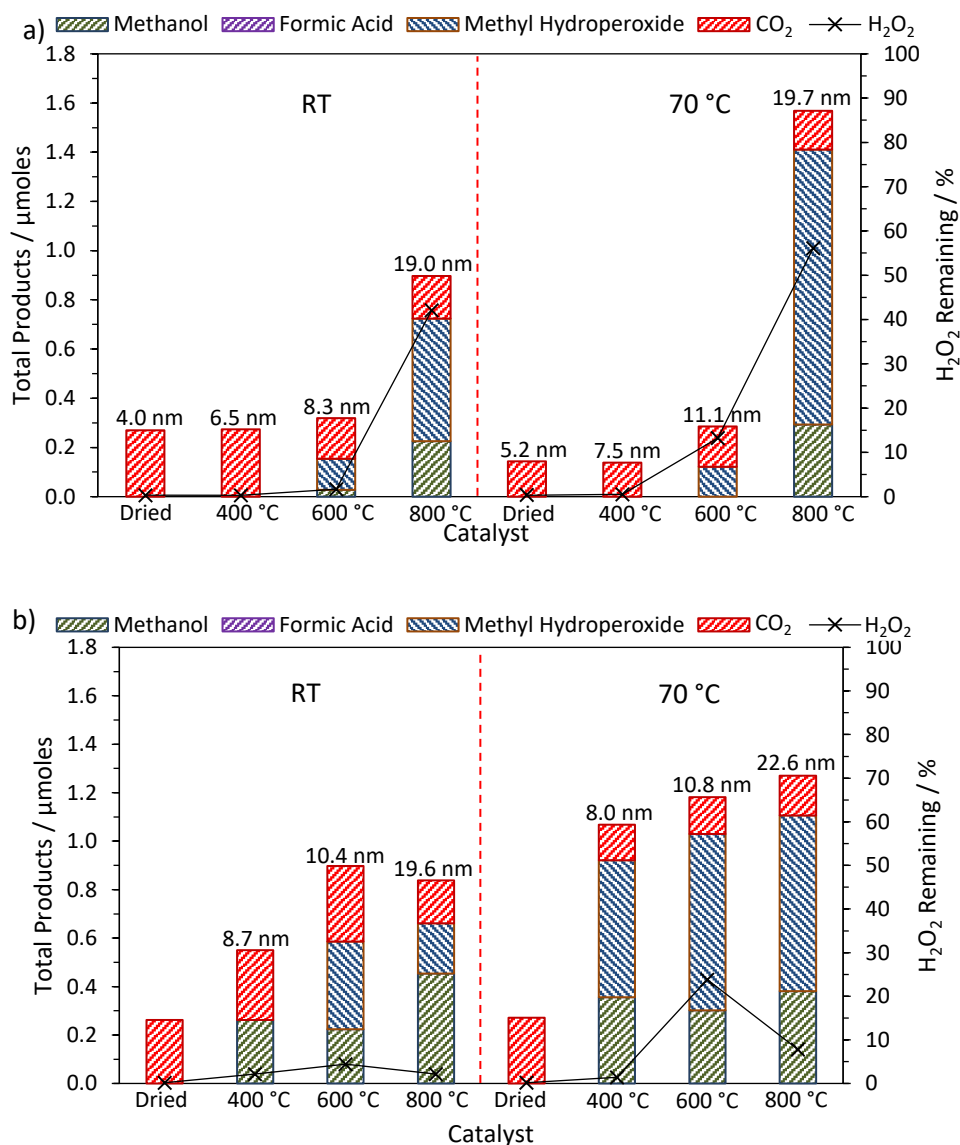 a) Methanol Formic Acid Methyl Hydroperoxide CO₂ H₂O₂
1.8 100
1.6 90
1.4 80
1.2 70
1.0 60
0.8 50
0.6 40
0.4 30
0.2 20
0.0 10
0
Total Products / µmoles
H₂O₂ Remaining / %
RT 70 °C
4.0 nm 6.5 nm 8.3 nm 19.0 nm 5.2 nm 7.5 nm 11.1 nm 19.7 nm
Dried 400 °C 600 °C 800 °C Dried 400 °C 600 °C 800 °C
Catalyst
b) Methanol Formic Acid Methyl Hydroperoxide CO₂ H₂O₂
1.8 100
1.6 90
1.4 80
1.2 70
1.0 60
0.8 50
0.6 40
0.4 30
0.2 20
0.0 10
0
Total Products / µmoles
H₂O₂ Remaining / %
RT 70 °C
8.7 nm 10.4 nm 19.6 nm 8.0 nm 10.8 nm 22.6 nm
Dried 400 °C 600 °C 800 °C Dried 400 °C 600 °C 800 °C
Catalyst